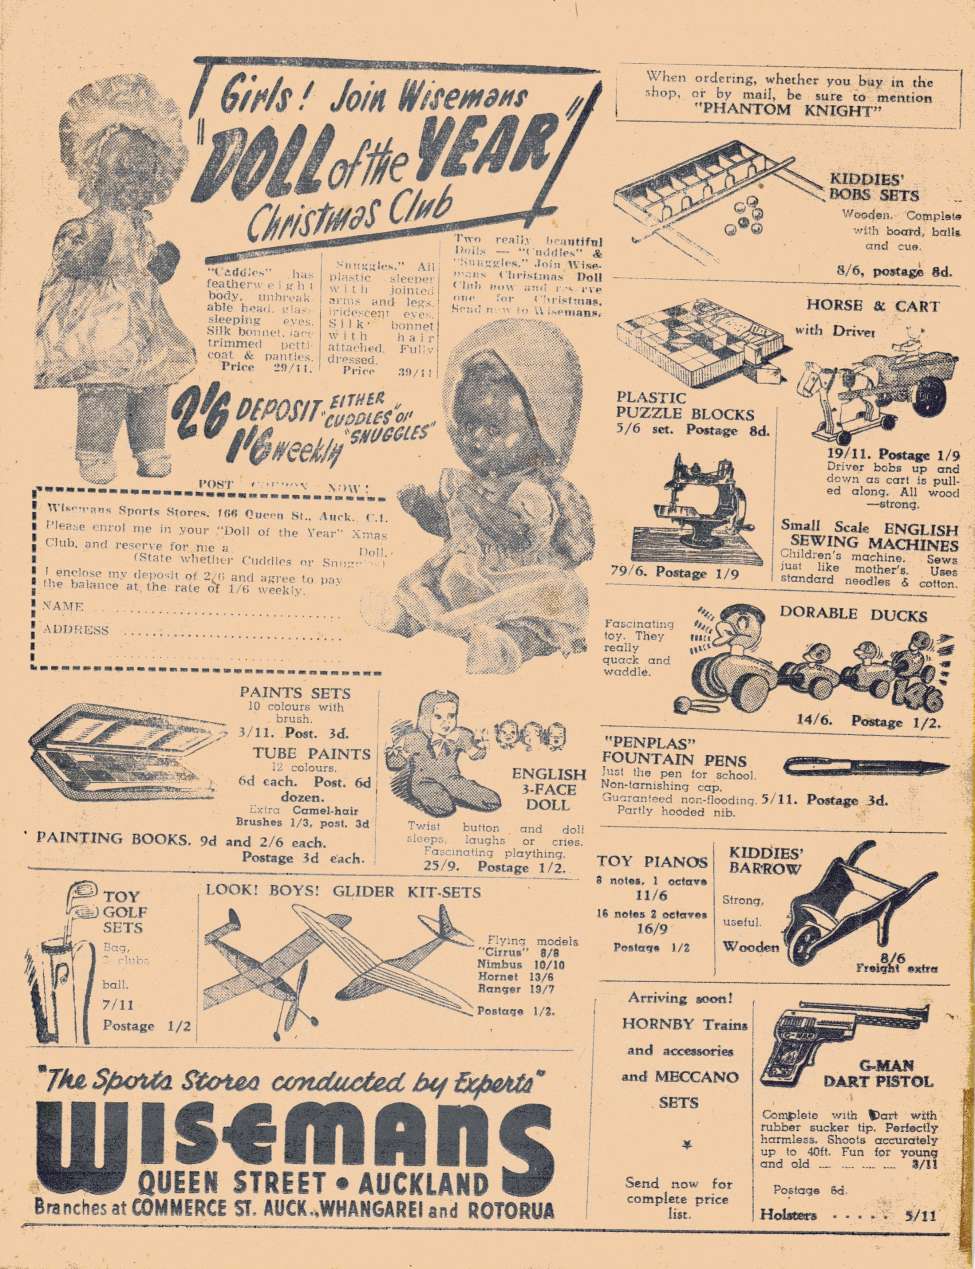 Girls! Join Wisemans
"DOLL of the YEAR"
Christmas Club
"Cuddles" has
featherweight
body, unbreak-
able head, glass
sleeping eyes.
Silk bonnet, lace
trimmed petti-
coat & panties.
Price 29/11.
"Snuggles." All
plastic sleeper
with jointed
arms and legs,
iridescent eyes.
Silk bonnet
with hair
attached. Fully
dressed.
Price 39/11
Two really beautiful
Dolls — "Cuddles" &
"Snuggles." Join Wise-
mans Christmas Doll
Club now and reserve
one for Christmas.
Send now to Wisemans.
2/6 DEPOSIT EITHER
"CUDDLES" or
1/6 weekly "SNUGGLES"
POST COUPON NOW!
Wisemans Sports Stores, 166 Queen St., Auck. C.1.
Please enrol me in your "Doll of the Year" Xmas
Club, and reserve for me a
Doll.
(State whether Cuddles or Snuggles)
I enclose my deposit of 2/6 and agree to pay
the balance at the rate of 1/6 weekly.
NAME
ADDRESS
When ordering, whether you buy in the
shop, or by mail, be sure to mention
"PHANTOM KNIGHT"
KIDDIES'
BOBS SETS
Wooden. Complete
with board, balls
and cue.
8/6, postage 8d.
HORSE & CART
with Driver
19/11. Postage 1/9
Driver bobs up and
down as cart is pull-
ed along. All wood
—strong.
PLASTIC
PUZZLE BLOCKS
5/6 set. Postage 8d.
Small Scale ENGLISH
SEWING MACHINES
Children's machine. Sews
just like mother's. Uses
standard needles & cotton.
79/6. Postage 1/9
DORABLE DUCKS
Fascinating
toy. They
really
quack and
waddle.
QUACK
QUACK
QUACK
QUACK
14/6
14/6. Postage 1/2.
PAINTS SETS
10 colours with
brush.
3/11. Post. 3d.
TUBE PAINTS
12 colours.
6d each. Post. 6d
dozen.
Extra Camel-hair
Brushes 1/3, post. 3d
PAINTING BOOKS. 9d and 2/6 each.
Postage 3d each.
ENGLISH
3-FACE
DOLL
Twist button and doll
sleeps, laughs or cries.
Fascinating plaything.
25/9. Postage 1/2.
"PENPLAS"
FOUNTAIN PENS
Just the pen for school.
Non-tarnishing cap.
Guaranteed non-flooding.
Partly hooded nib.
5/11. Postage 3d.
TOY PIANOS
8 notes, 1 octave
11/6
16 notes 2 octaves
16/9
Postage 1/2
KIDDIES'
BARROW
Strong,
useful.
Wooden
8/6
Freight extra
TOY
GOLF
SETS
Bag,
2 clubs
ball.
7/11
Postage 1/2
LOOK! BOYS! GLIDER KIT-SETS
Flying models
"Cirrus" 8/8
Nimbus 10/10
Hornet 13/6
Ranger 13/7
Postage 1/2.
Arriving soon!
HORNBY Trains
and accessories
and MECCANO
SETS
Send now for
complete price
list.
G-MAN
G-MAN
DART PISTOL
Complete with Dart with
rubber sucker tip. Perfectly
harmless. Shoots accurately
up to 40ft. Fun for young
and old .... .... .... .... 3/11
Postage 6d.
Holsters - - - - - 5/11
"The Sports Stores conducted by Experts"
WISEMANS
QUEEN STREET • AUCKLAND
Branches at COMMERCE ST. AUCK., WHANGAREI and ROTORUA